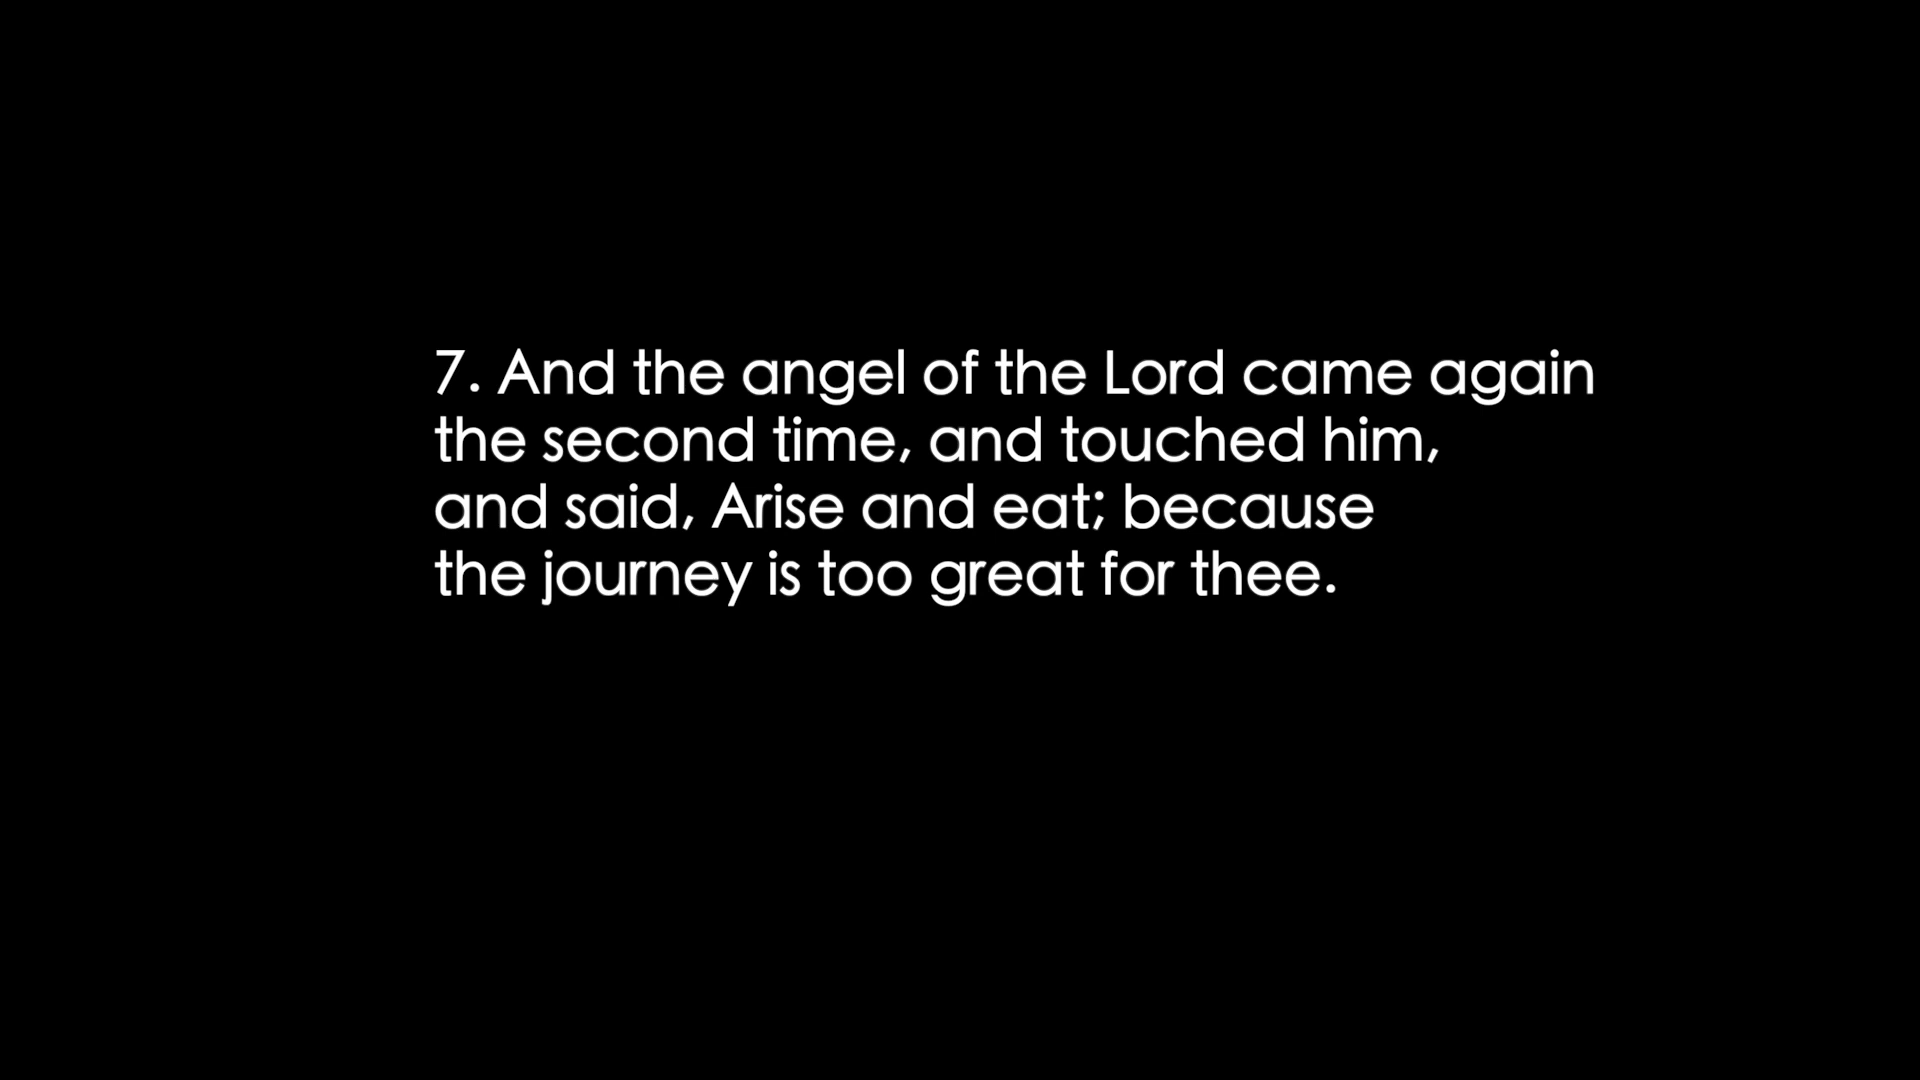 7. And the angel of the Lord came again
the second time, and touched him,
and said, Arise and eat; because
the journey is too great for thee.